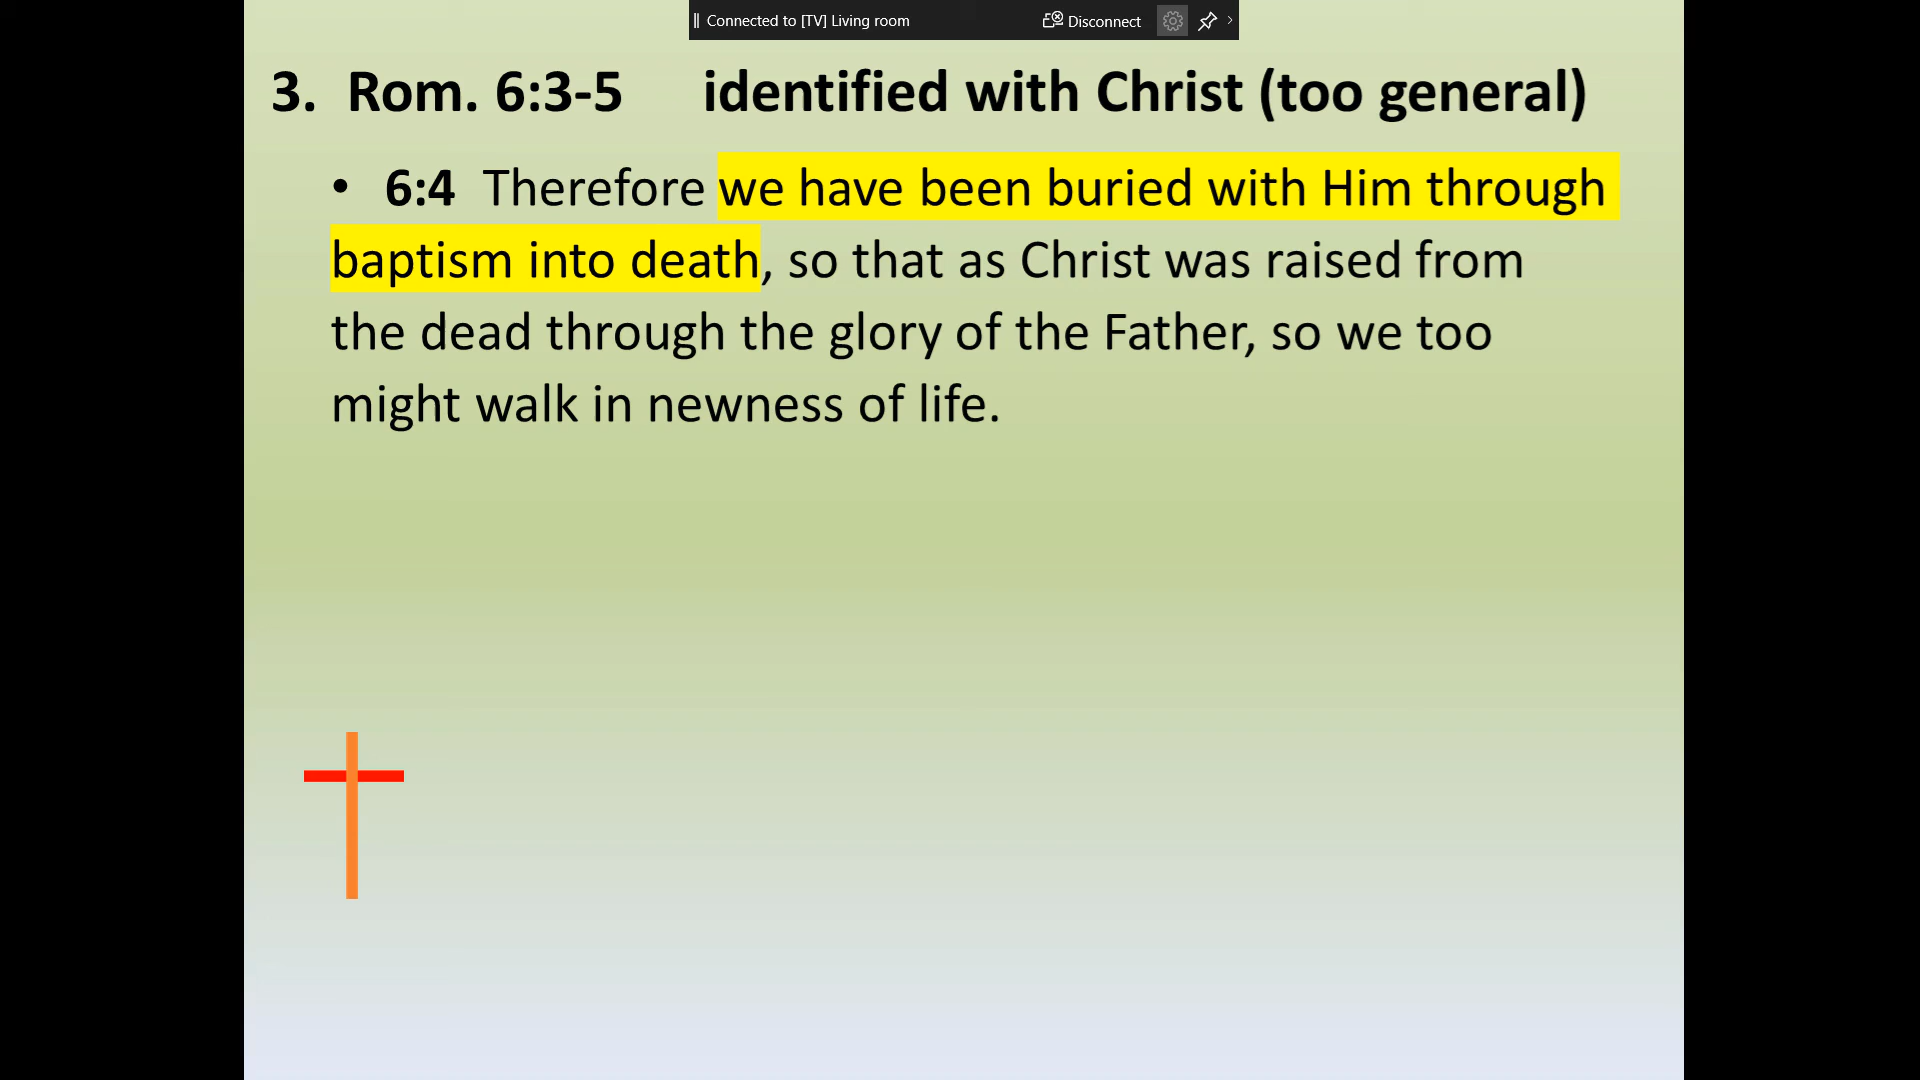 Connected to [TV] Living room Disconnect
3. Rom. 6:3-5 identified with Christ (too general)
• 6:4 Therefore we have been buried with Him through
baptism into death, so that as Christ was raised from
the dead through the glory of the Father, so we too
might walk in newness of life.